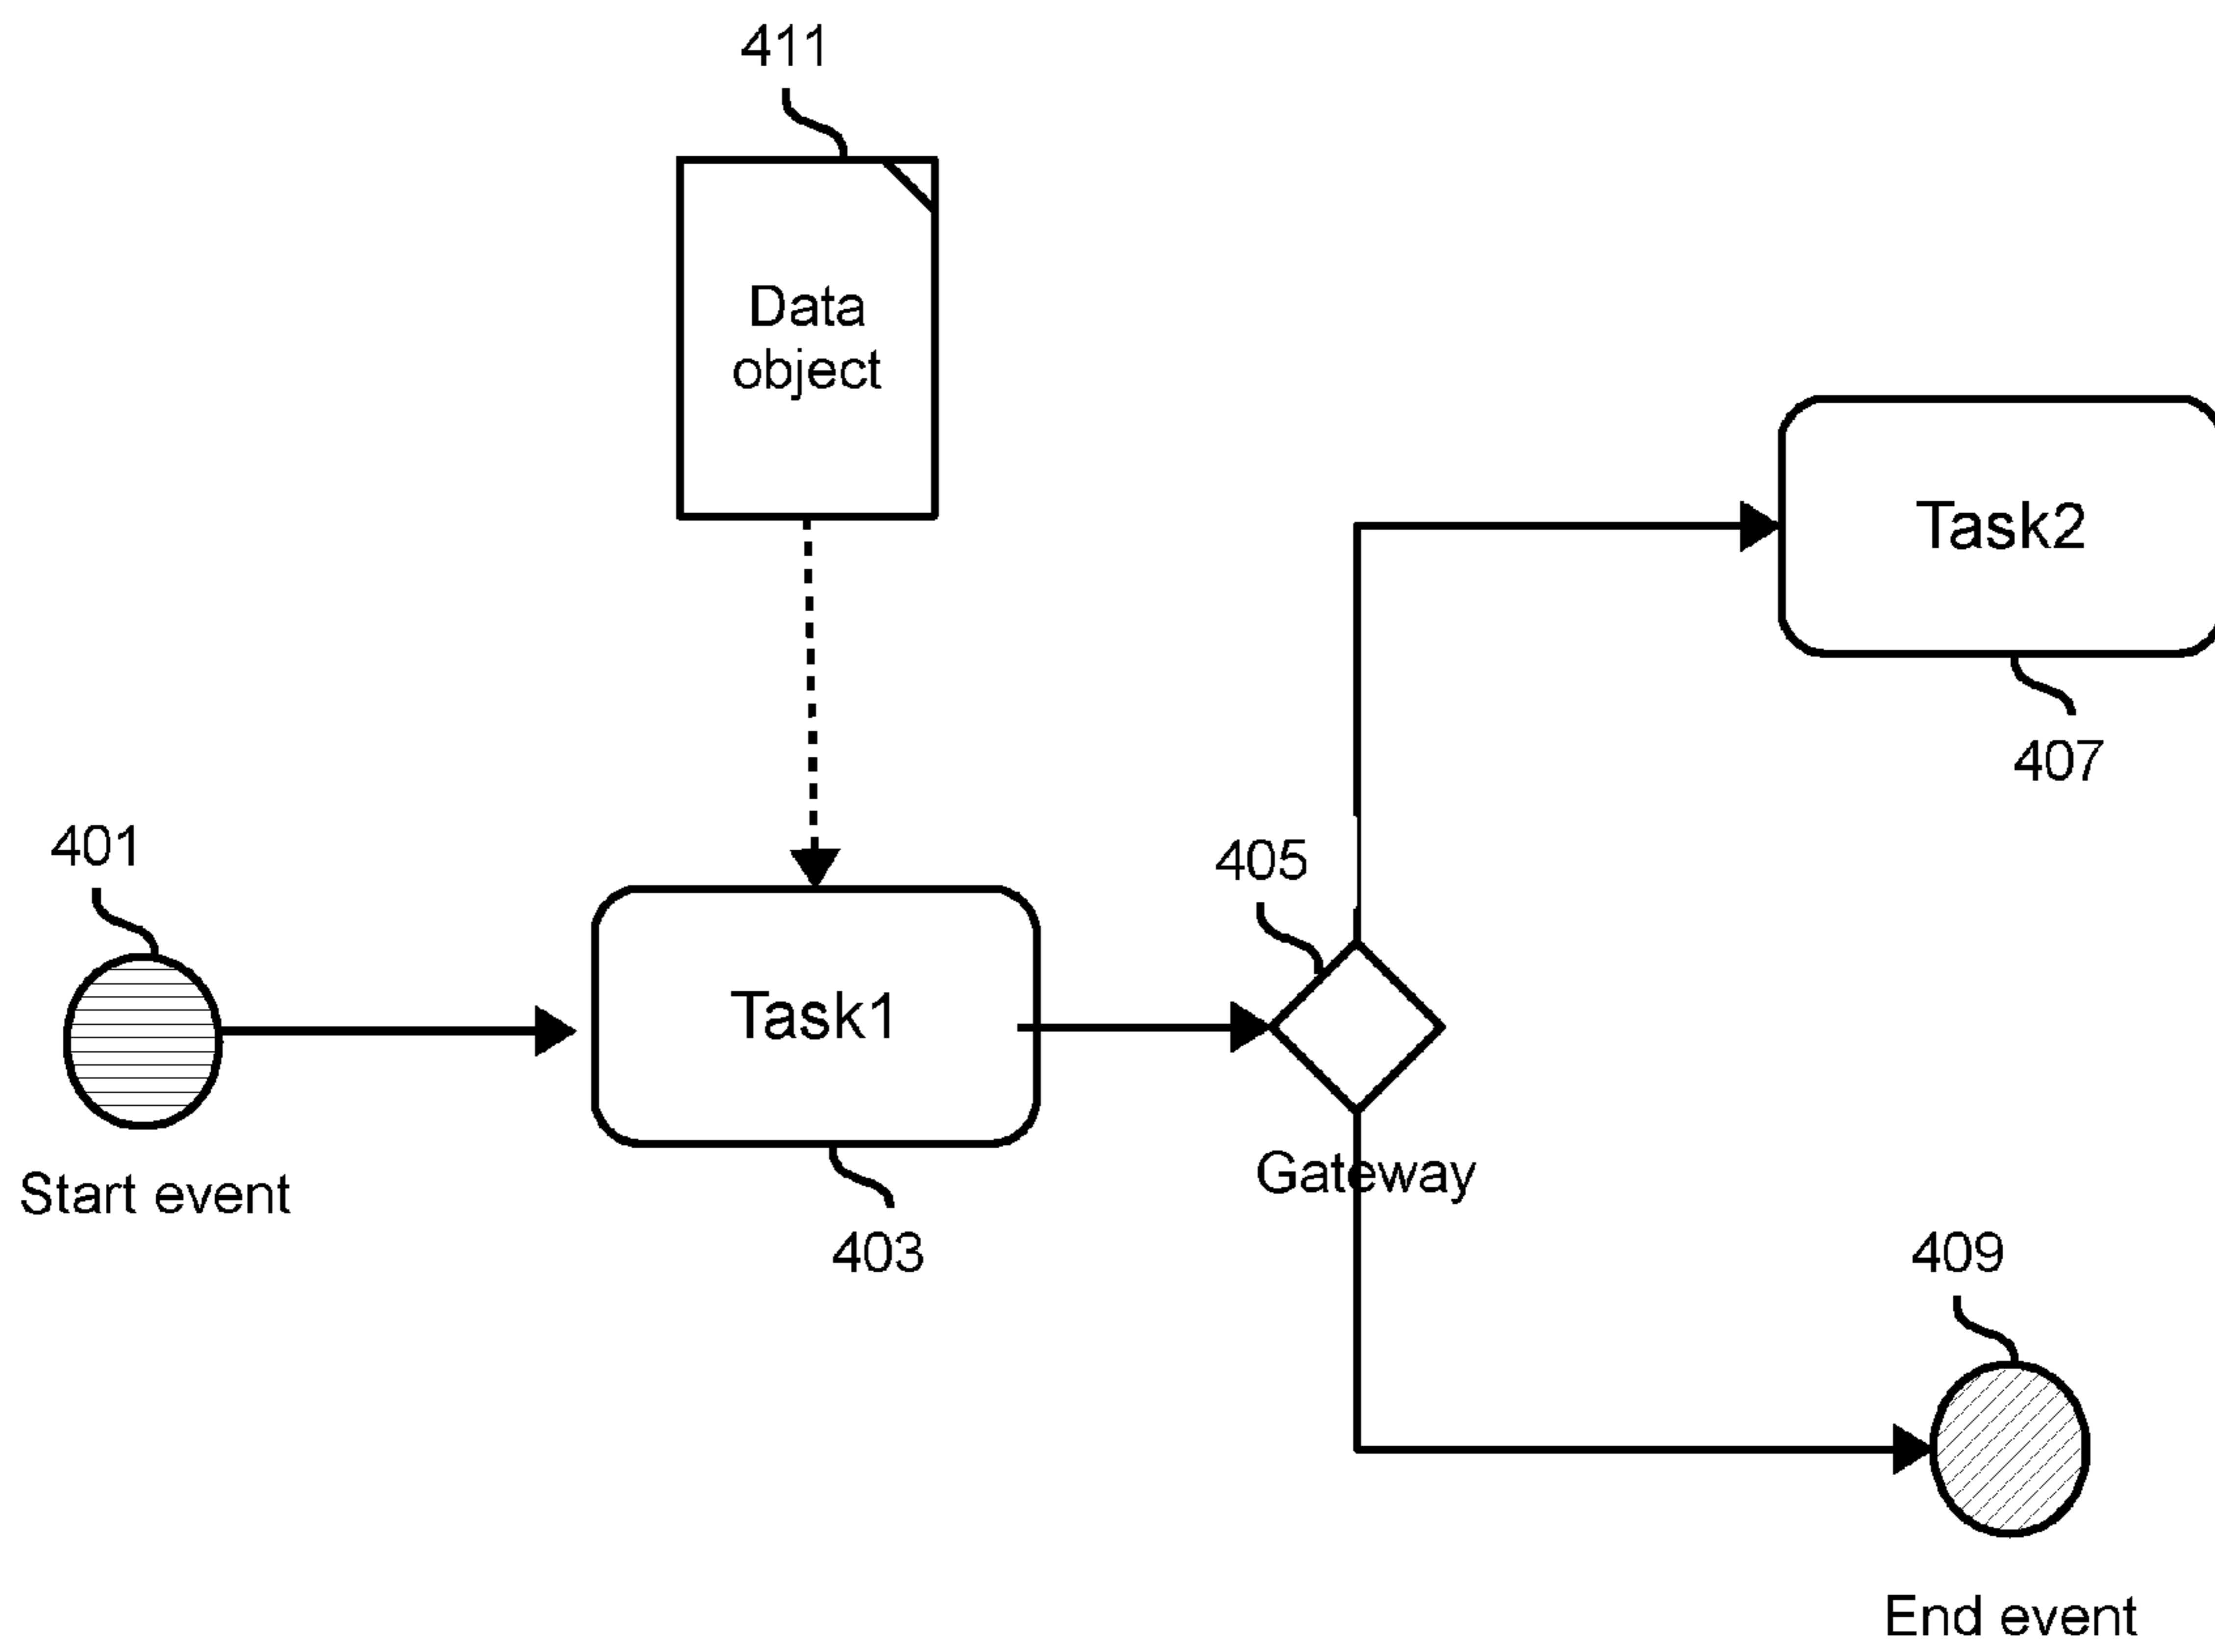 411
Data
object
Task2
407
401
405
Task1
Gateway
Start event
403
409
End event